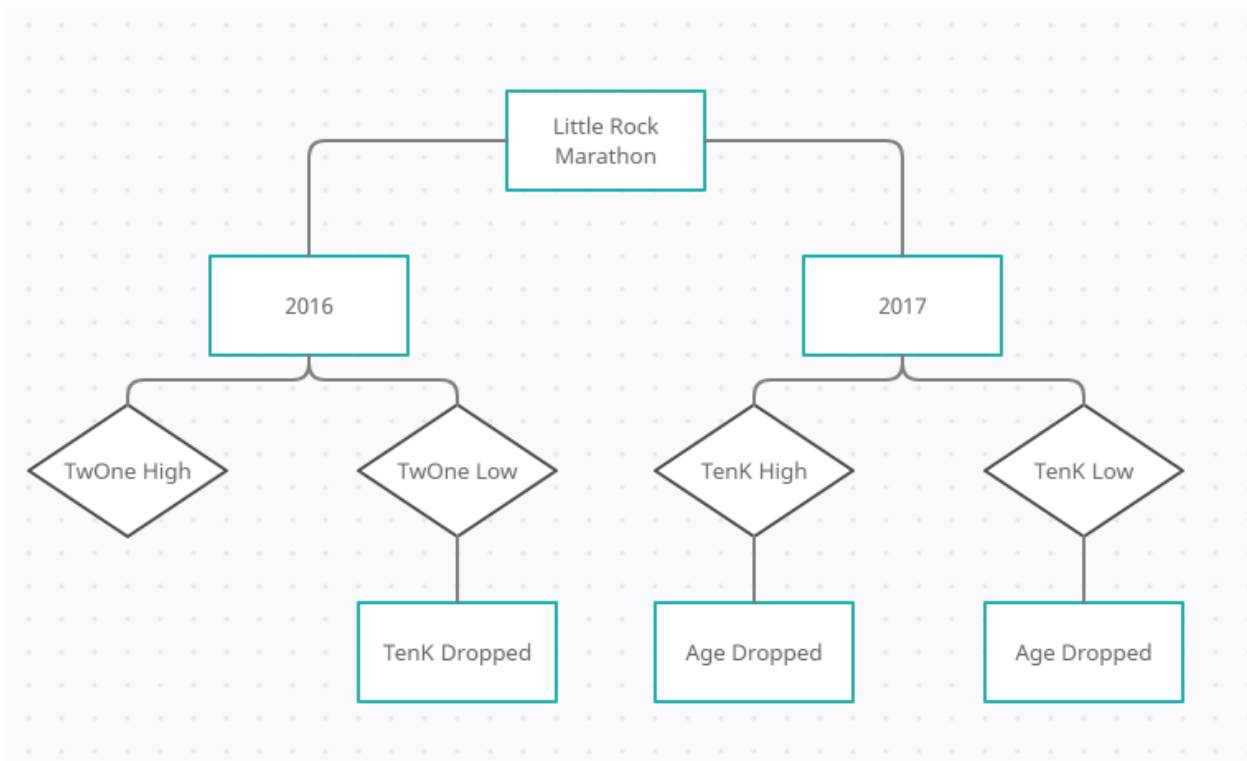 Little Rock
Marathon
2016
2017
TwOne High
TwOne Low
TenK High
TenK Low
TenK Dropped
Age Dropped
Age Dropped